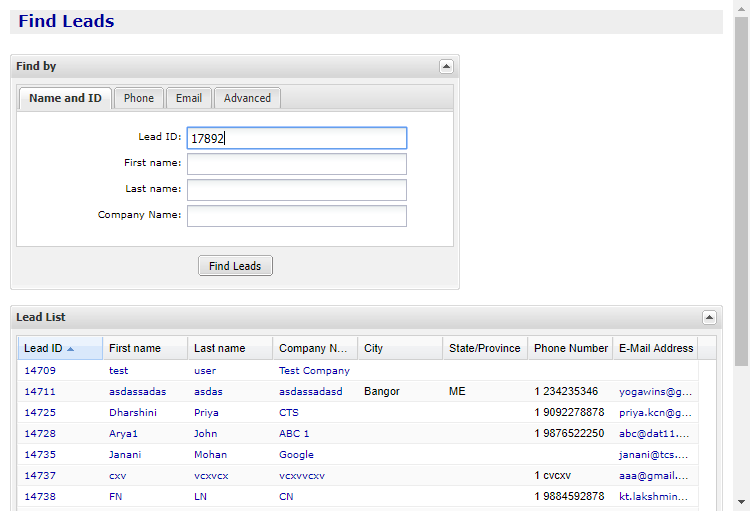 Find Leads
Find by
Name and ID Phone Email Advanced
Lead ID: 17892
First name:
Last name:
Company Name:
Find Leads
Lead List
Lead ID First name Last name Company N... City State/Province Phone Number E-Mail Address
14709 test user Test Company
14711 asdassadas asdas asdassadasd Bangor ME 1 234235346 yogawins@g...
14725 Dharshini Priya CTS 1 9092278878 priya.kcn@g...
14728 Arya1 John ABC 1 1 9876522250 abc@dat11....
14735 Janani Mohan Google janani@tcs....
14737 cxv vcxvcx vcxvvcxv 1 cvcxv aaa@gmail....
14738 FN LN CN 1 9884592878 kt.lakshmin...